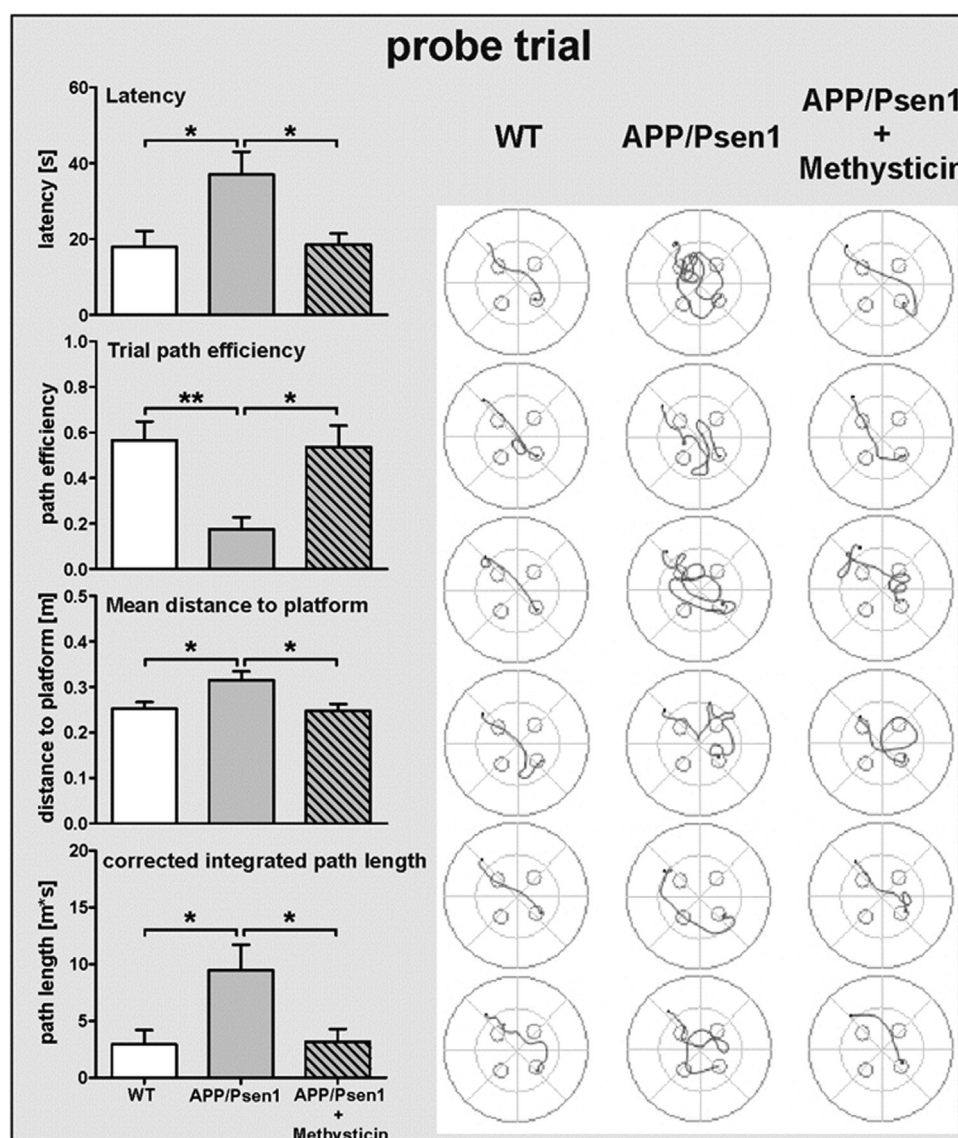 probe trial
Latency
60
40
20
0
latency [s]
*
*
Trial path efficiency
1.0
0.8
0.6
0.4
0.2
0.0
path efficiency
**
*
Mean distance to platform
0.5
0.4
0.3
0.2
0.1
0.0
distance to platform [m]
*
*
corrected integrated path length
20
15
10
5
0
path length [m*s]
*
*
WT
APP/Psen1
APP/Psen1
+
Methysticin
WT
APP/Psen1
APP/Psen1
+
Methysticin